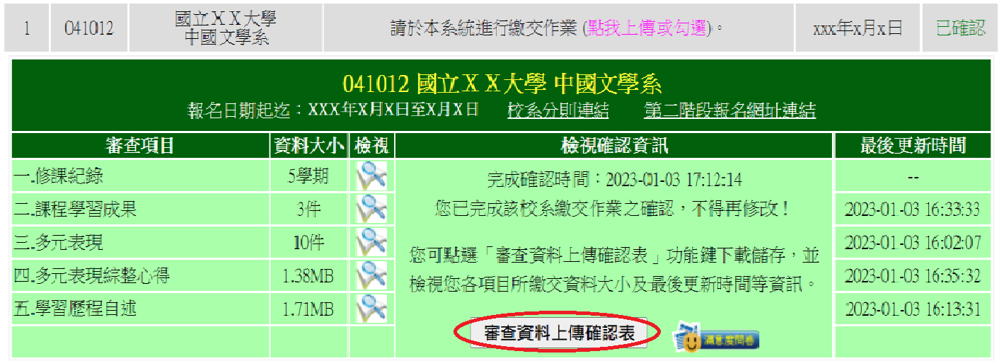 1 041012 國立ＸＸ大學 請於本系統進行繳交作業 (點我上傳或勾選)。 xxx年x月x日 已確認
中國文學系
041012 國立ＸＸ大學 中國文學系
報名日期起迄：XXX年X月X日至X月X日 校系分則連結 第二階段報名網址連結
審查項目 資料大小 檢視 檢視確認資訊 最後更新時間
一.修課紀錄 5學期 完成確認時間：2023-01-03 17:12:14 --
二.課程學習成果 3件 您已完成該校系繳交作業之確認，不得再修改！ 2023-01-03 16:33:33
三.多元表現 10件 您可點選「審查資料上傳確認表」功能鍵下載儲存，並 2023-01-03 16:02:07
四.多元表現綜整心得 1.38MB 檢視您各項目所繳交資料大小及最後更新時間等資訊。 2023-01-03 16:35:32
五.學習歷程自述 1.71MB 2023-01-03 16:13:31
審查資料上傳確認表 滿意度問卷